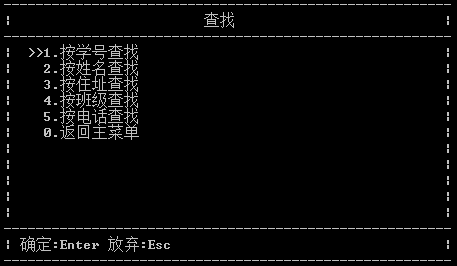 查找
>>1.按学号查找
2.按姓名查找
3.按住址查找
4.按班级查找
5.按电话查找
0.返回主菜单
确定:Enter 放弃:Esc